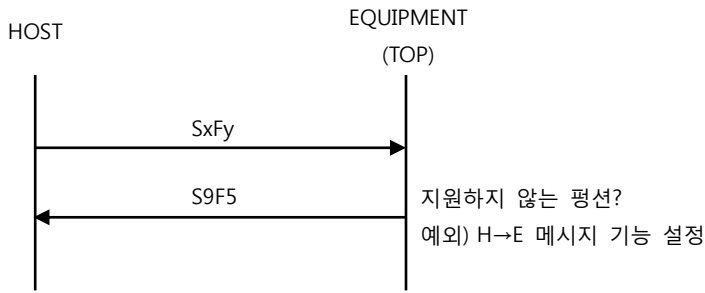 HOST
EQUIPMENT
(TOP)
SxFy
S9F5
지원하지 않는 펑션?
예외) H→E 메시지 기능 설정